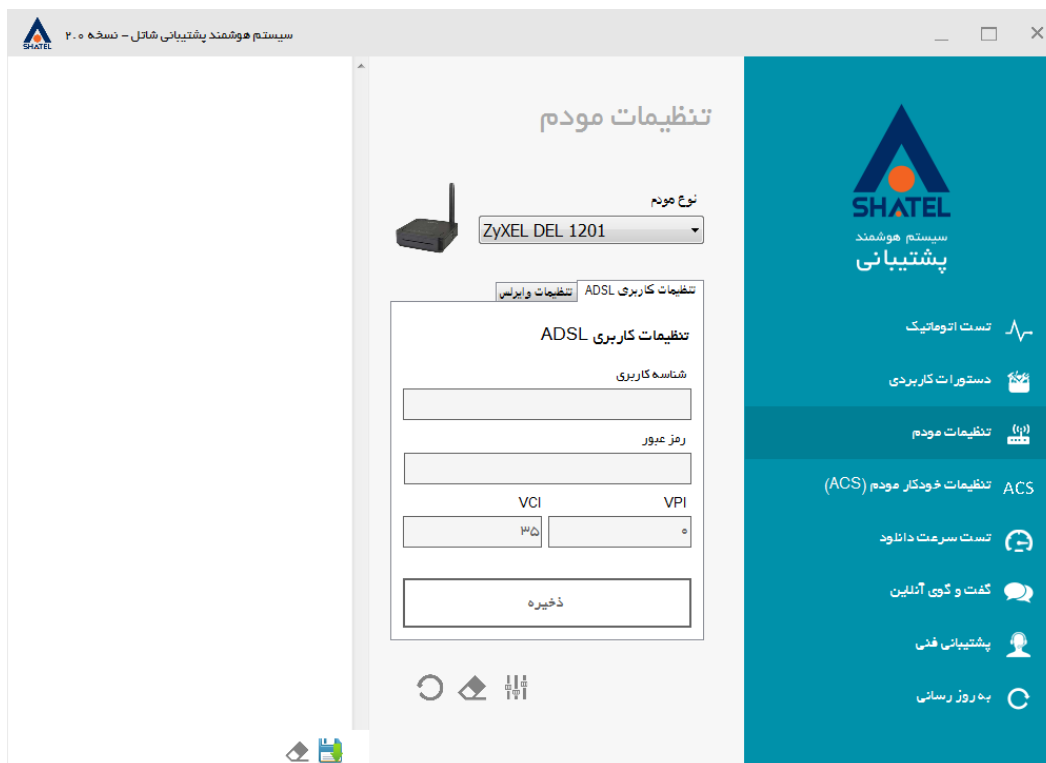 سیستم هوشمند پشتیبانی شاتل - نسخه ۲.۰
SHATEL
SHATEL
سیستم هوشمند
پشتیبانی
تست اتوماتیک
دستورات کاربردی
تنظیمات مودم
ACS تنظیمات خودکار مودم (ACS)
تست سرعت دانلود
گفت و گوی آنلاین
پشتیبانی فنی
به روز رسانی
تنظیمات مودم
نوع مودم
ZyXEL DEL 1201
تنظیمات کاربری ADSL تنظیمات وایرلس
تنظیمات کاربری ADSL
شناسه کاربری
رمز عبور
VPI VCI
۰ ۳۵
ذخیره